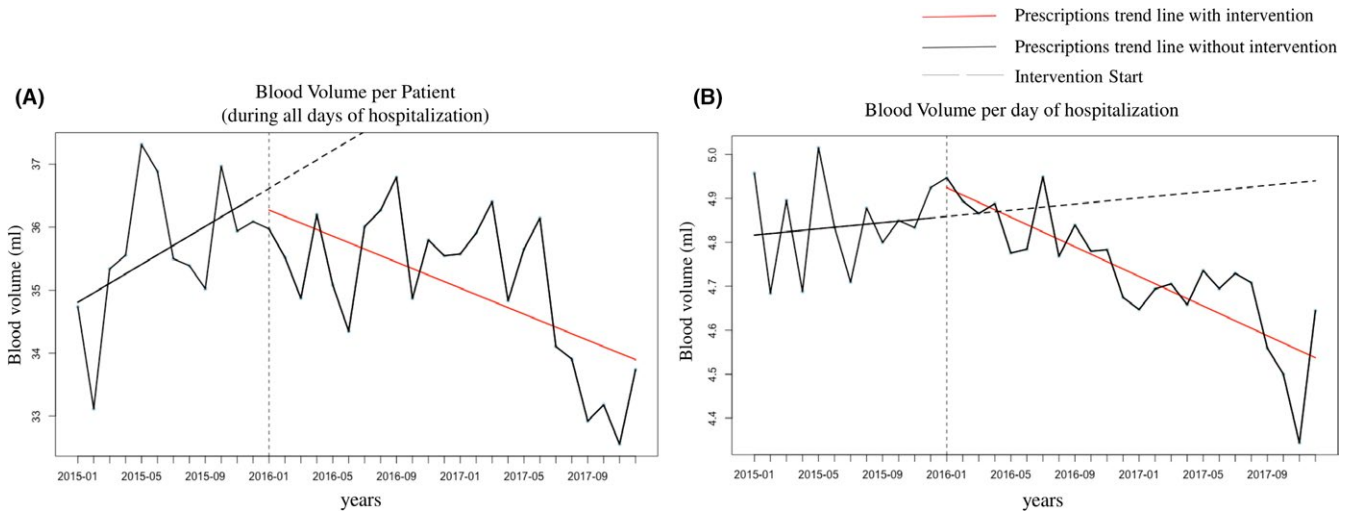 Prescriptions trend line with intervention
Prescriptions trend line without intervention
Intervention Start
(A)
Blood Volume per Patient
(during all days of hospitalization)
Blood volume (ml)
37
36
35
34
33
2015-01 2015-05 2015-09 2016-01 2016-05 2016-09 2017-01 2017-05 2017-09
years
(B)
Blood Volume per day of hospitalization
Blood volume (ml)
5.0
4.9
4.8
4.7
4.6
4.5
4.4
2015-01 2015-05 2015-09 2016-01 2016-05 2016-09 2017-01 2017-05 2017-09
years